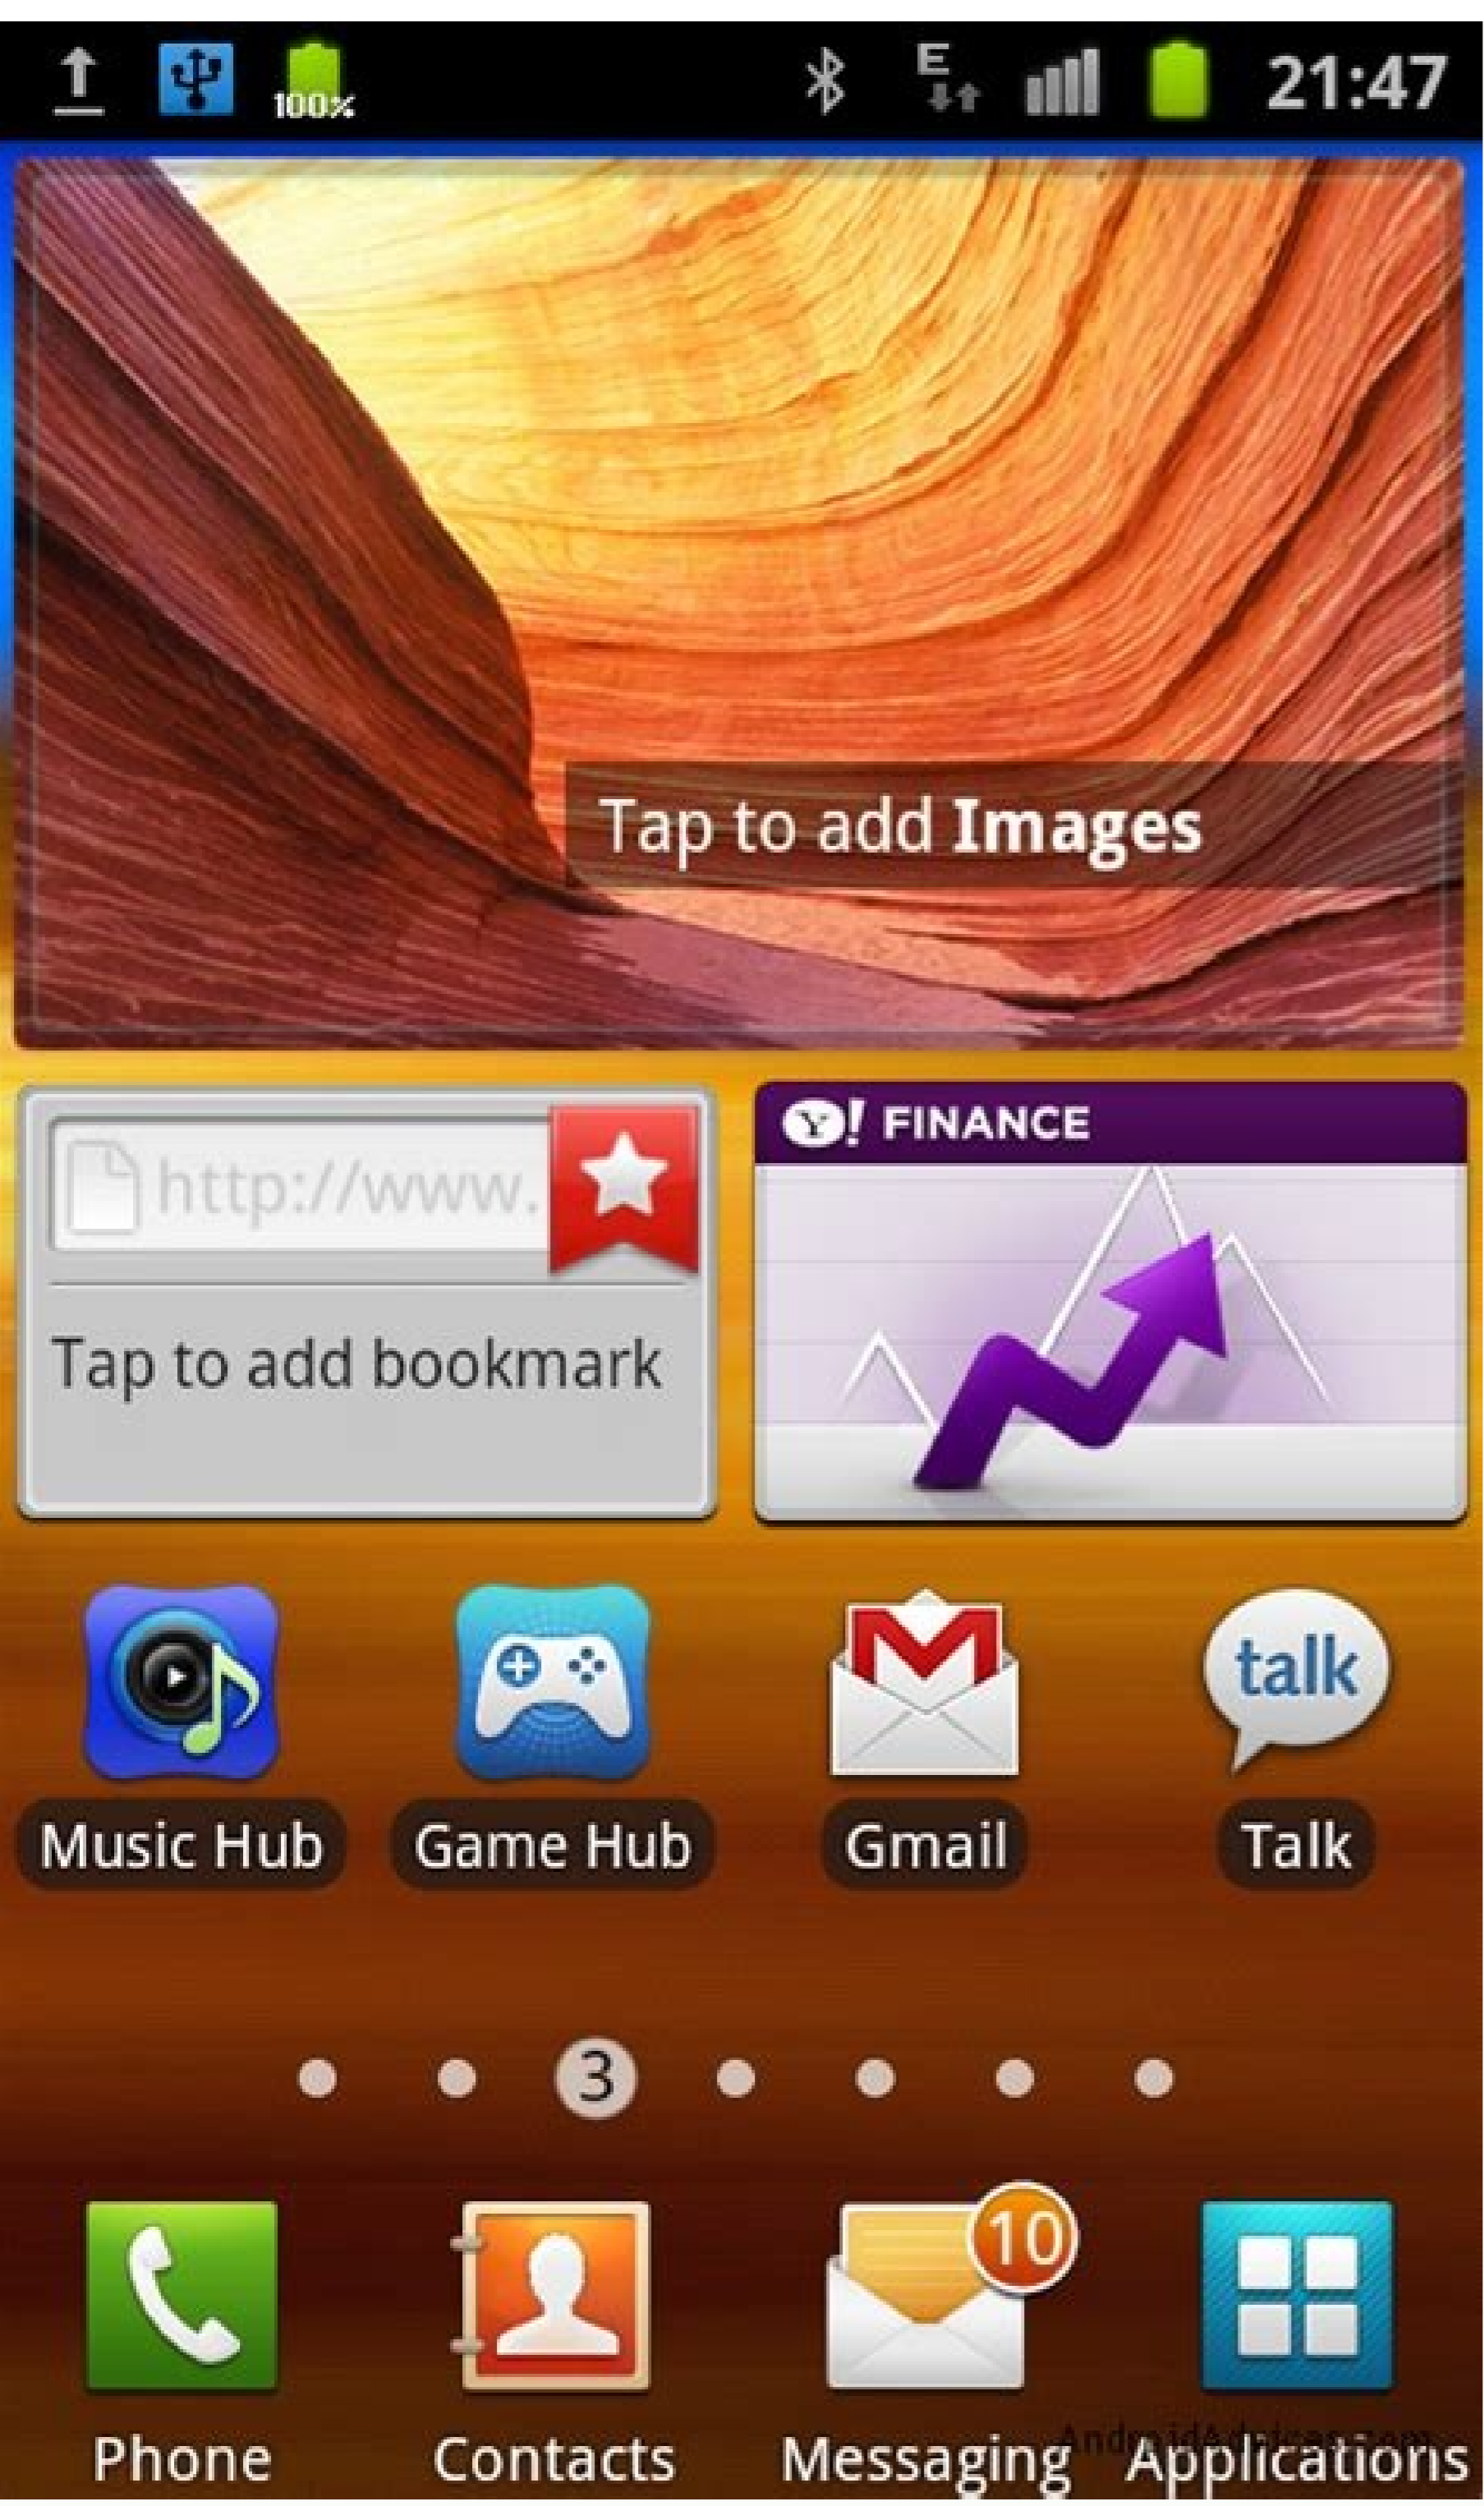 100%
E
21:47
Tap to add Images
http://www.
Tap to add bookmark
Y! FINANCE
talk
Music Hub
Game Hub
Gmail
Talk
3
10
Phone
Contacts
Messaging
Applications